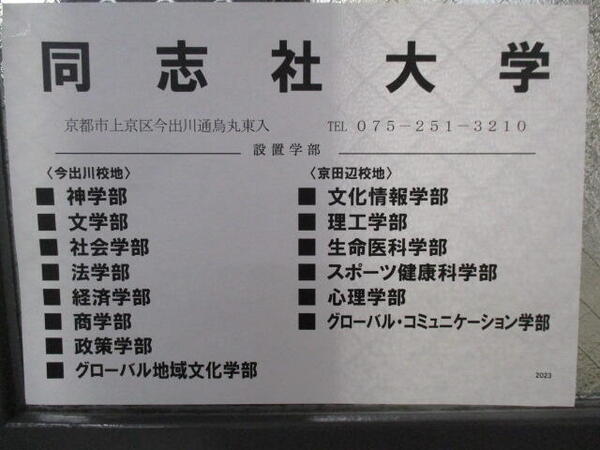 同志社大学
京都市上京区今出川通烏丸東入 TEL 075-251-3210
設置学部
〈今出川校地〉
■ 神学部
■ 文学部
■ 社会学部
■ 法学部
■ 経済学部
■ 商学部
■ 政策学部
■ グローバル地域文化学部
〈京田辺校地〉
■ 文化情報学部
■ 理工学部
■ 生命医科学部
■ スポーツ健康科学部
■ 心理学部
■ グローバル・コミュニケーション学部
2023